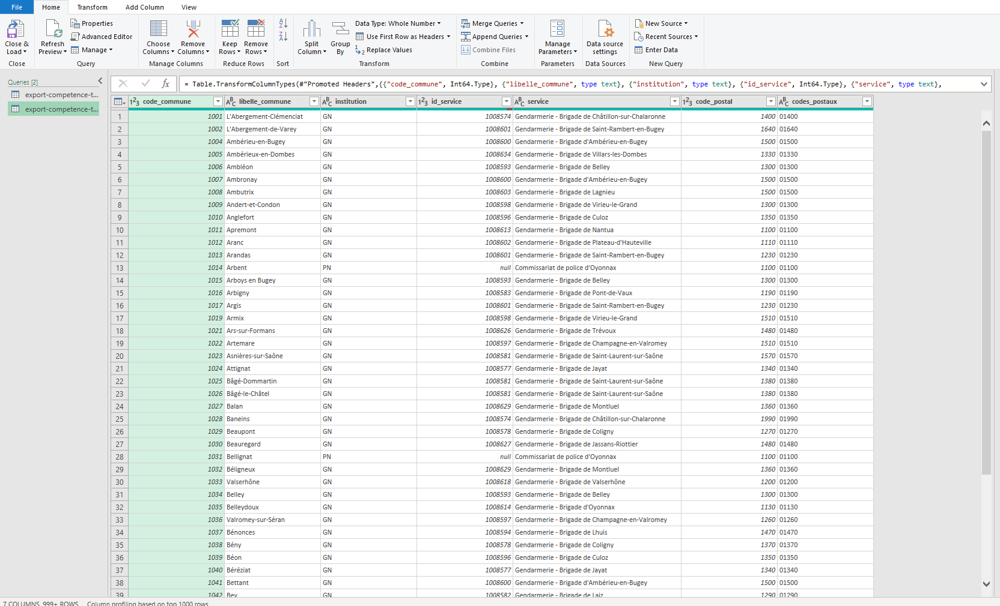 File Home Transform Add Column View
Close & Load Refresh Preview Properties Advanced Editor Manage Choose Columns Remove Columns Keep Rows Remove Rows Split Column Group By Data Type: Whole Number Use First Row as Headers Replace Values Merge Queries Append Queries Combine Files Manage Parameters Data source settings New Source Recent Sources Enter Data
Close Query Manage Columns Reduce Rows Sort Transform Combine Parameters Data Sources New Query
Queries [2]
export-competence-t...
export-competence-t...
fx = Table.TransformColumnTypes(#"Promoted Headers",{{"code_commune", Int64.Type}, {"libelle_commune", type text}, {"institution", type text}, {"id_service", Int64.Type}, {"service", type text},
code_commune libelle_commune institution id_service service code_postal codes_postaux
1 1001 L'Abergement-Clémenciat GN 1008574 Gendarmerie - Brigade de Châtillon-sur-Chalaronne 1400 01400
2 1002 L'Abergement-de-Varey GN 1008601 Gendarmerie - Brigade de Saint-Rambert-en-Bugey 1640 01640
3 1004 Ambérieu-en-Bugey GN 1008600 Gendarmerie - Brigade d'Ambérieu-en-Bugey 1500 01500
4 1005 Ambérieux-en-Dombes GN 1008634 Gendarmerie - Brigade de Villars-les-Dombes 1330 01330
5 1006 Ambléon GN 1008593 Gendarmerie - Brigade de Belley 1300 01300
6 1007 Ambronay GN 1008600 Gendarmerie - Brigade d'Ambérieu-en-Bugey 1500 01500
7 1008 Ambutrix GN 1008603 Gendarmerie - Brigade de Lagnieu 1500 01500
8 1009 Andert-et-Condon GN 1008598 Gendarmerie - Brigade de Virieu-le-Grand 1300 01300
9 1010 Anglefort GN 1008596 Gendarmerie - Brigade de Culoz 1350 01350
10 1011 Apremont GN 1008613 Gendarmerie - Brigade de Nantua 1100 01100
11 1012 Aranc GN 1008602 Gendarmerie - Brigade de Plateau-d'Hauteville 1110 01110
12 1013 Arandas GN 1008601 Gendarmerie - Brigade de Saint-Rambert-en-Bugey 1230 01230
13 1014 Arbent PN null Commissariat de police d'Oyonnax 1100 01100
14 1015 Arboys en Bugey GN 1008593 Gendarmerie - Brigade de Belley 1300 01300
15 1016 Arbigny GN 1008583 Gendarmerie - Brigade de Pont-de-Vaux 1190 01190
16 1017 Argis GN 1008601 Gendarmerie - Brigade de Saint-Rambert-en-Bugey 1230 01230
17 1019 Armix GN 1008598 Gendarmerie - Brigade de Virieu-le-Grand 1510 01510
18 1021 Ars-sur-Formans GN 1008626 Gendarmerie - Brigade de Trévoux 1480 01480
19 1022 Artemare GN 1008597 Gendarmerie - Brigade de Champagne-en-Valromey 1510 01510
20 1023 Asnières-sur-Saône GN 1008581 Gendarmerie - Brigade de Saint-Laurent-sur-Saône 1570 01570
21 1024 Attignat GN 1008577 Gendarmerie - Brigade de Jayat 1340 01340
22 1025 Bâgé-Dommartin GN 1008581 Gendarmerie - Brigade de Saint-Laurent-sur-Saône 1380 01380
23 1026 Bâgé-le-Châtel GN 1008581 Gendarmerie - Brigade de Saint-Laurent-sur-Saône 1380 01380
24 1027 Balan GN 1008629 Gendarmerie - Brigade de Montluel 1360 01360
25 1028 Baneins GN 1008574 Gendarmerie - Brigade de Châtillon-sur-Chalaronne 1990 01990
26 1029 Beaupont GN 1008578 Gendarmerie - Brigade de Coligny 1270 01270
27 1030 Beauregard GN 1008627 Gendarmerie - Brigade de Jassans-Riottier 1480 01480
28 1031 Bellignat PN null Commissariat de police d'Oyonnax 1100 01100
29 1032 Béligneux GN 1008629 Gendarmerie - Brigade de Montluel 1360 01360
30 1033 Valserhône GN 1008618 Gendarmerie - Brigade de Valserhône 1200 01200
31 1034 Belley GN 1008593 Gendarmerie - Brigade de Belley 1300 01300
32 1035 Belleydoux GN 1008614 Gendarmerie - Brigade d'Oyonnax 1130 01130
33 1036 Valromey-sur-Séran GN 1008597 Gendarmerie - Brigade de Champagne-en-Valromey 1260 01260
34 1037 Bénonces GN 1008594 Gendarmerie - Brigade de Lhuis 1470 01470
35 1038 Bény GN 1008578 Gendarmerie - Brigade de Coligny 1370 01370
36 1039 Béon GN 1008596 Gendarmerie - Brigade de Culoz 1350 01350
37 1040 Béréziat GN 1008577 Gendarmerie - Brigade de Jayat 1340 01340
38 1041 Bettant GN 1008600 Gendarmerie - Brigade d'Ambérieu-en-Bugey 1500 01500
39 1042 Bey GN 1008582 Gendarmerie - Brigade de Laiz 1290 01290
7 COLUMNS, 999+ ROWS Column profiling based on top 1000 rows